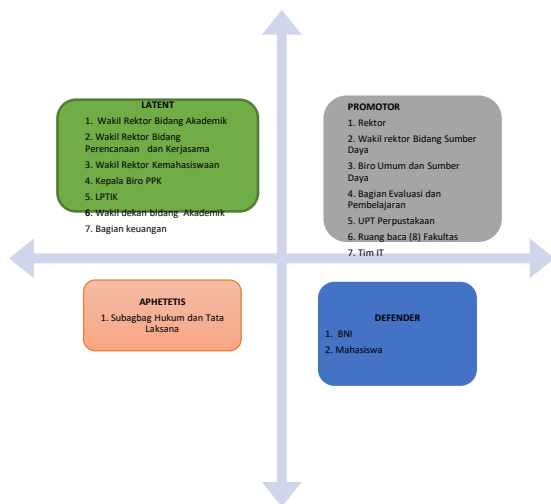 LATENT
1. Wakil Rektor Bidang Akademik
2. Wakil Rektor Bidang
Perencanaan dan Kerjasama
3. Wakil Rektor Kemahasiswaan
4. Kepala Biro PPK
5. LPTIK
6. Wakil dekan bidang Akademik
7. Bagian keuangan
PROMOTOR
1. Rektor
2. Wakil rektor Bidang Sumber
Daya
3. Biro Umum dan Sumber
Daya
4. Bagian Evaluasi dan
Pembelajaran
5. UPT Perpustakaan
6. Ruang baca (8) Fakultas
7. Tim IT
APHETETIS
1. Subagbag Hukum dan Tata
Laksana
DEFENDER
1. BNI
2. Mahasiswa